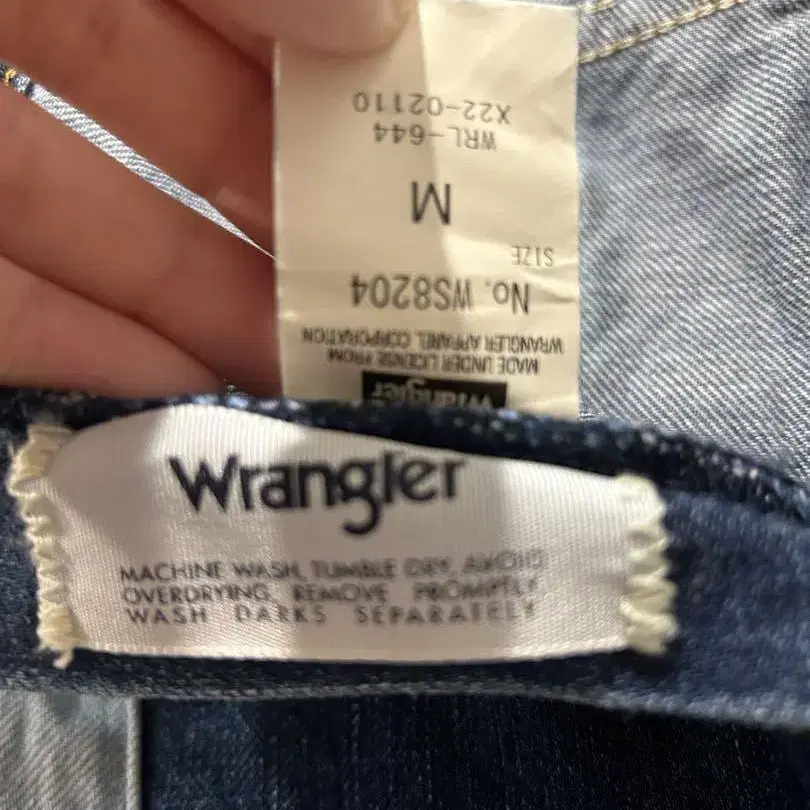 Wrangler
MADE UNDER LICENSE FROM
WRANGLER APPAREL CORPORATION
No. WS8204
SIZE
M
WRL-644
X22-02110
Wrangler
MACHINE WASH, TUMBLE DRY, AVOID
OVERDRYING, REMOVE PROMPTLY
WASH DARKS SEPARATELY